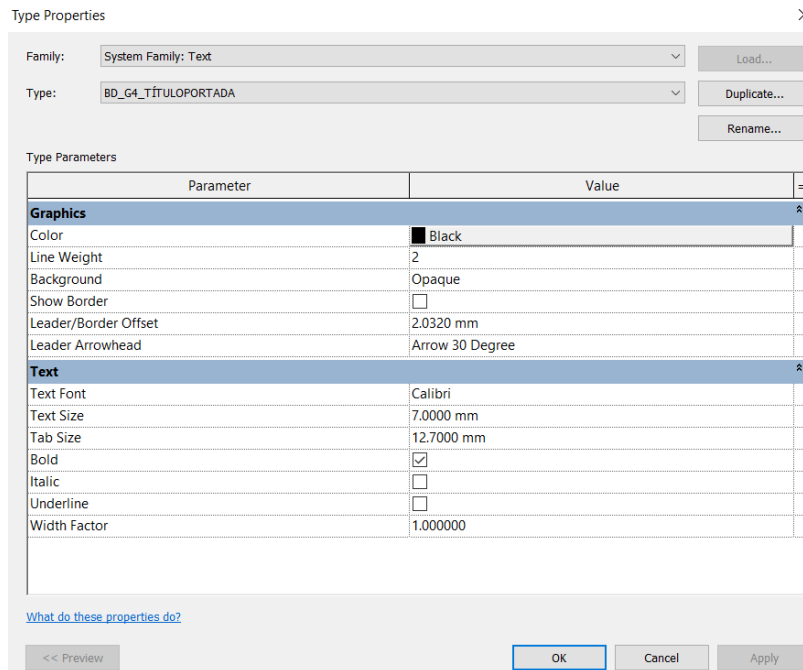 Type Properties
Family: System Family: Text Load...
Type: BD_G4_TÍTULOPORTADA Duplicate...
Rename...
Type Parameters
Parameter Value =
Graphics
Color Black
Line Weight 2
Background Opaque
Show Border
Leader/Border Offset 2.0320 mm
Leader Arrowhead Arrow 30 Degree
Text
Text Font Calibri
Text Size 7.0000 mm
Tab Size 12.7000 mm
Bold
Italic
Underline
Width Factor 1.000000
What do these properties do?
<< Preview OK Cancel Apply